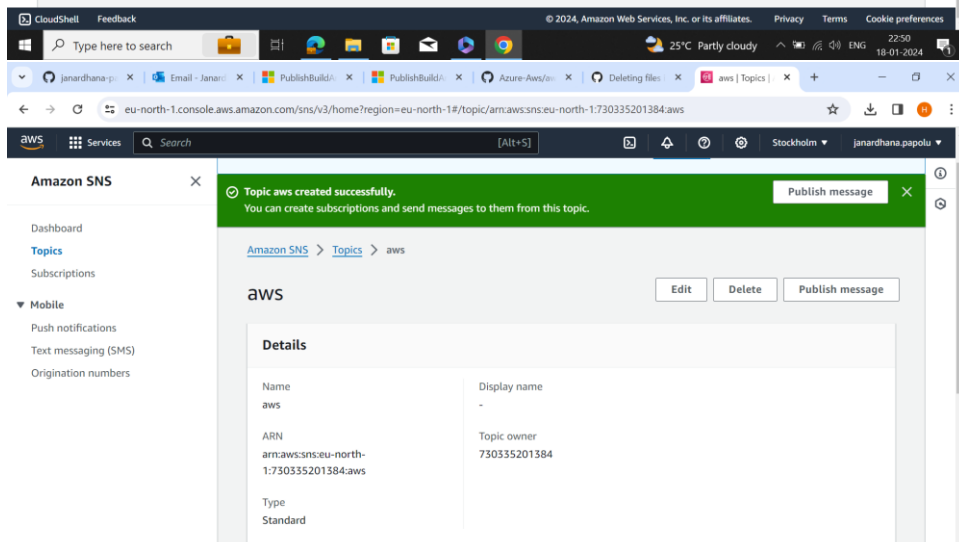 CloudShell Feedback © 2024, Amazon Web Services, Inc. or its affiliates. Privacy Terms Cookie preferences
Type here to search 25°C Partly cloudy ENG 22:50
18-01-2024
janardhana-p Email - Janard PublishBuildA PublishBuildA Azure-Aws/aw Deleting files aws | Topics |
eu-north-1.console.aws.amazon.com/sns/v3/home?region=eu-north-1#/topic/arn:aws:sns:eu-north-1:730335201384:aws H
aws Services Search [Alt+S] Stockholm janardhana.papolu
Amazon SNS
Dashboard
Topics
Subscriptions
Mobile
Push notifications
Text messaging (SMS)
Origination numbers
Topic aws created successfully.
You can create subscriptions and send messages to them from this topic.
Publish message
Amazon SNS > Topics > aws
aws
Edit Delete Publish message
Details
Name
aws
ARN
arn:aws:sns:eu-north-
1:730335201384:aws
Type
Standard
Display name
-
Topic owner
730335201384